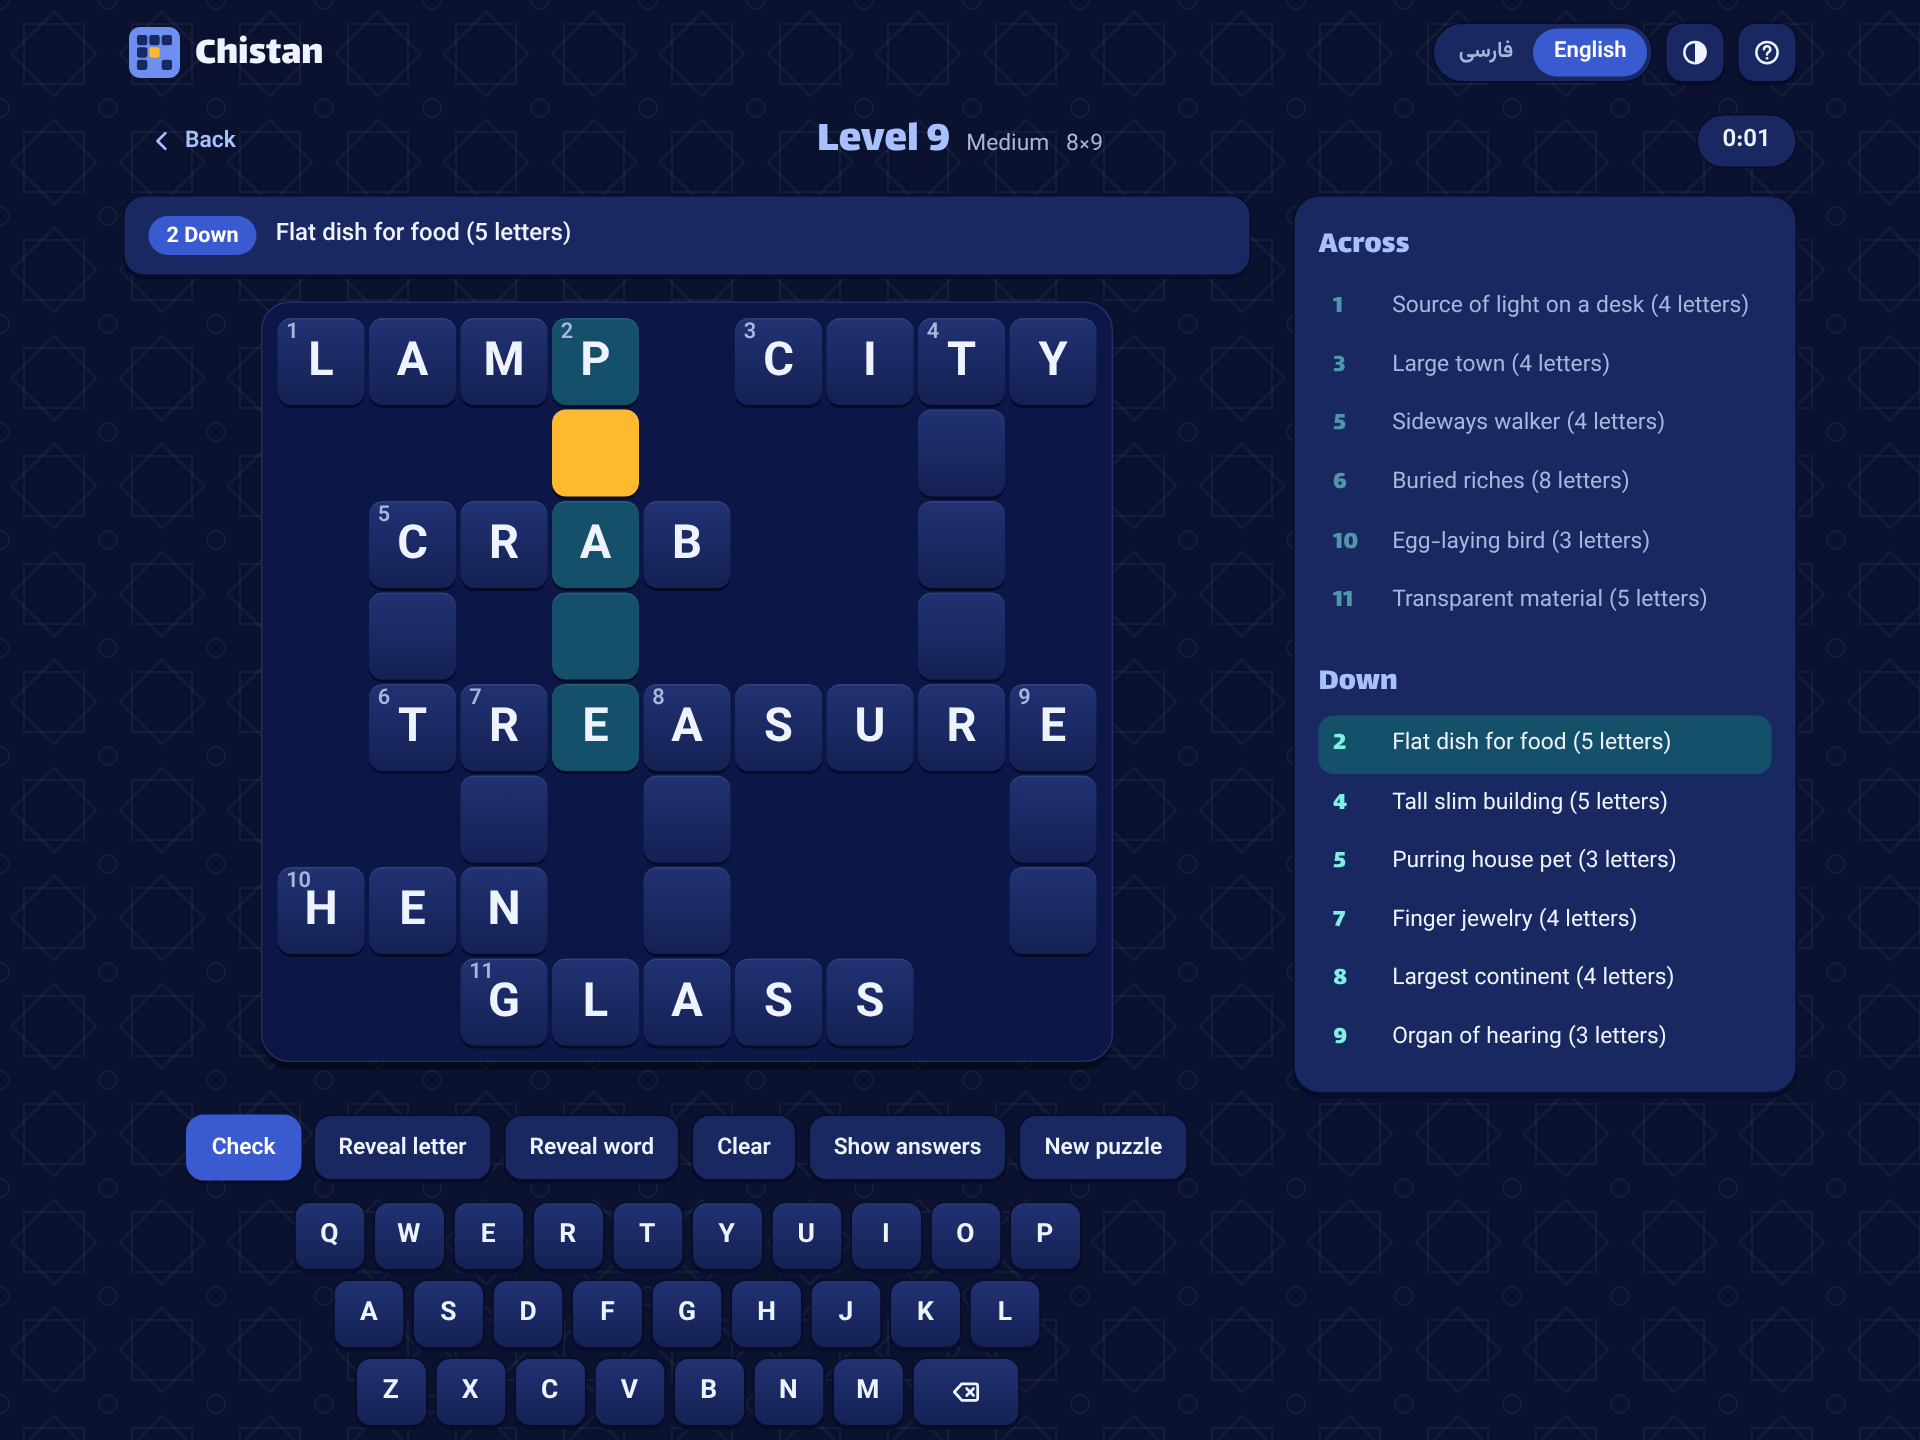 Chistan
فارسی
English
Back
Level 9 Medium 8×9
0:01
2 Down Flat dish for food (5 letters)
1 L A M 2 P 3 C I 4 T Y
5 C R A B
6 T 7 R E 8 A S U R 9 E
10 H E N
11 G L A S S
Across
1 Source of light on a desk (4 letters)
3 Large town (4 letters)
5 Sideways walker (4 letters)
6 Buried riches (8 letters)
10 Egg-laying bird (3 letters)
11 Transparent material (5 letters)
Down
2 Flat dish for food (5 letters)
4 Tall slim building (5 letters)
5 Purring house pet (3 letters)
7 Finger jewelry (4 letters)
8 Largest continent (4 letters)
9 Organ of hearing (3 letters)
Check Reveal letter Reveal word Clear Show answers New puzzle
Q W E R T Y U I O P
A S D F G H J K L
Z X C V B N M